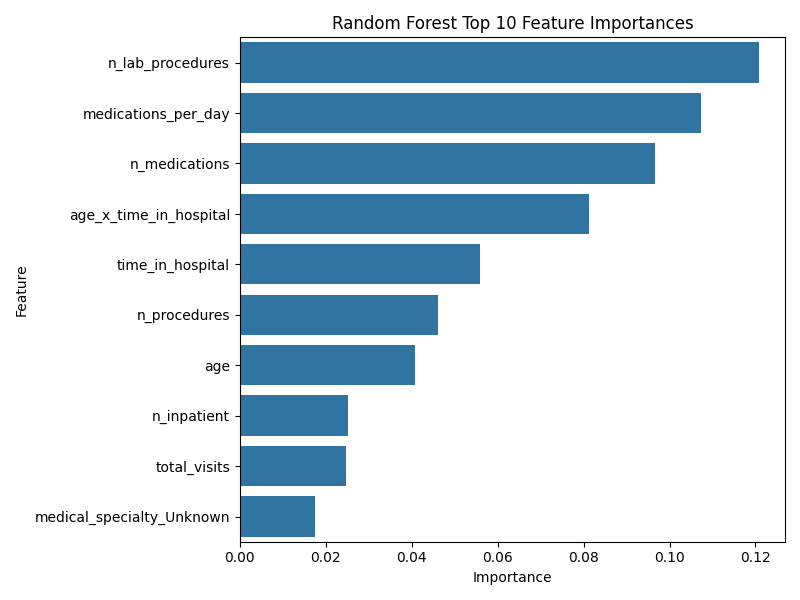 Random Forest Top 10 Feature Importances
n_lab_procedures
medications_per_day
n_medications
age_x_time_in_hospital
time_in_hospital
n_procedures
age
n_inpatient
total_visits
medical_specialty_Unknown
Feature
0.00 0.02 0.04 0.06 0.08 0.10 0.12
Importance